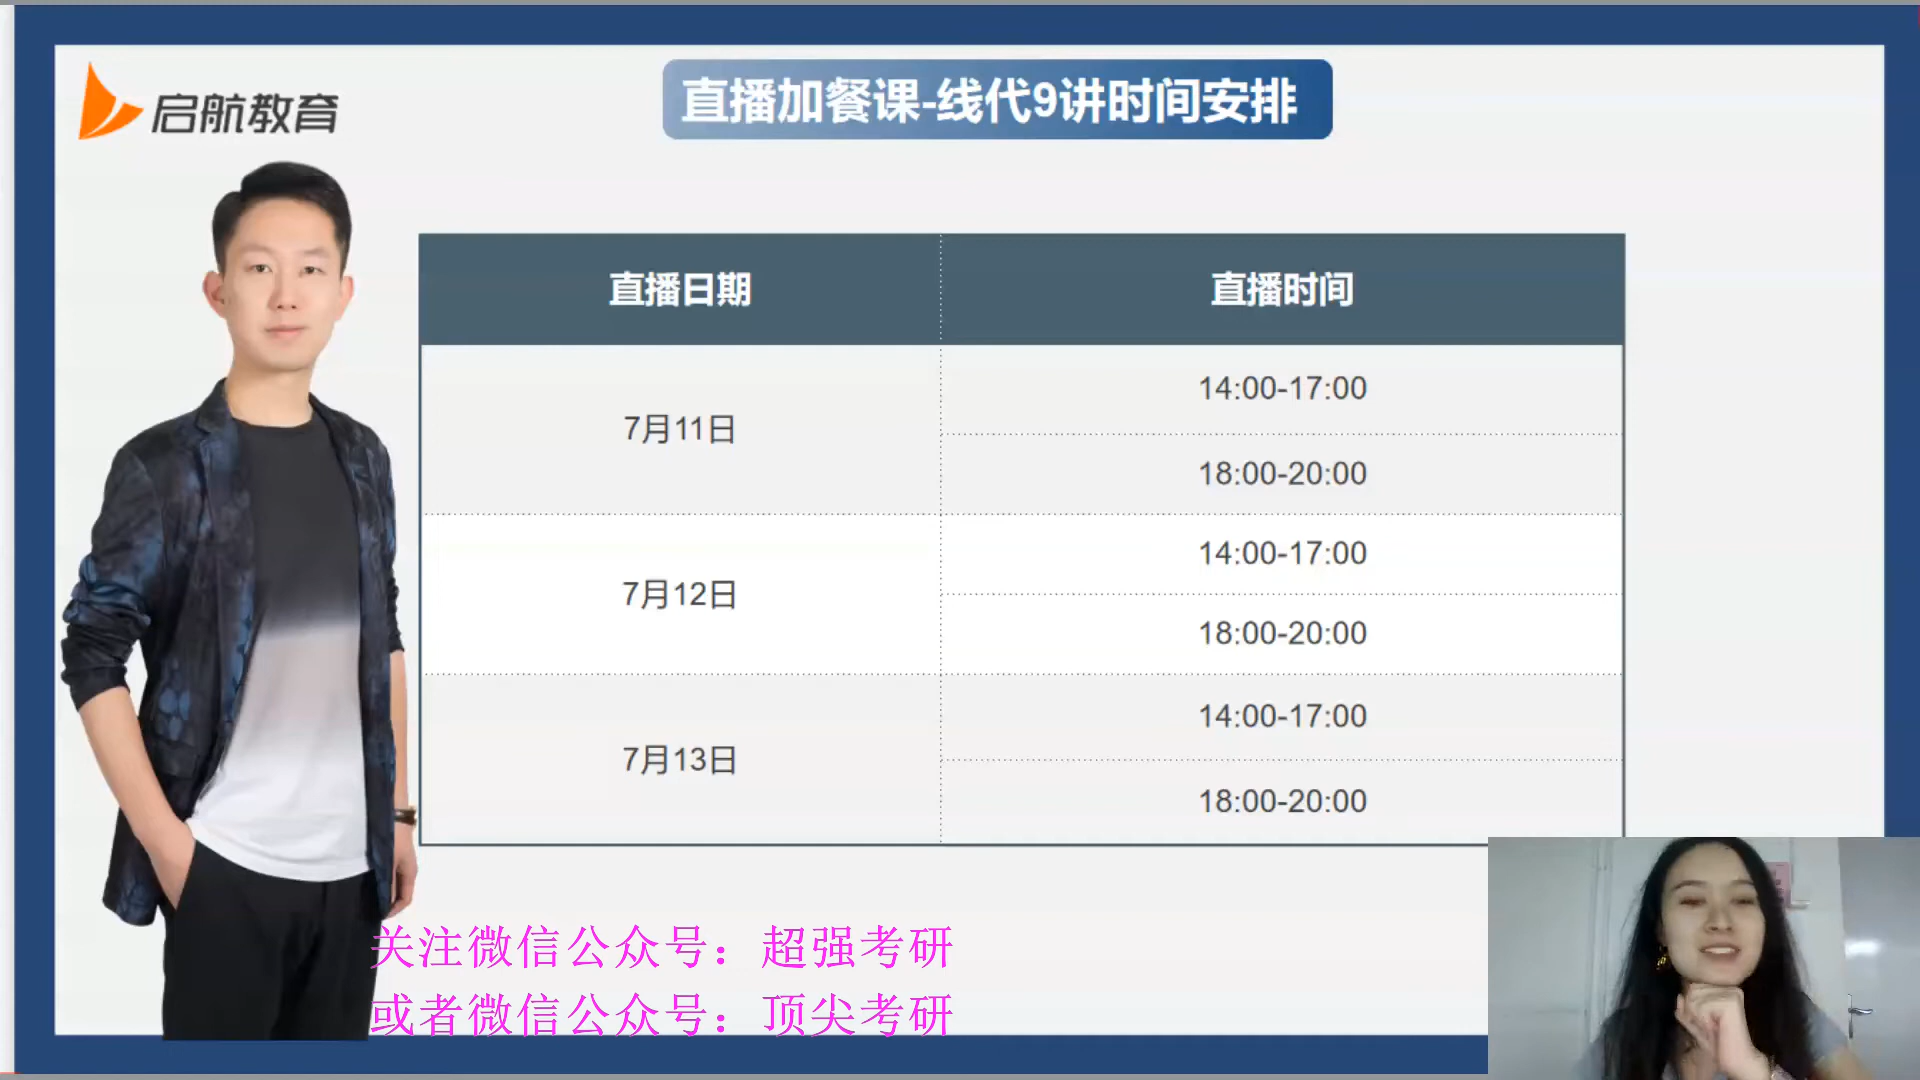 启航教育
直播加餐课-线代9讲时间安排
直播日期
直播时间
7月11日
14:00-17:00
18:00-20:00
7月12日
14:00-17:00
18:00-20:00
7月13日
14:00-17:00
18:00-20:00
关注微信公众号：超强考研
或者微信公众号：顶尖考研